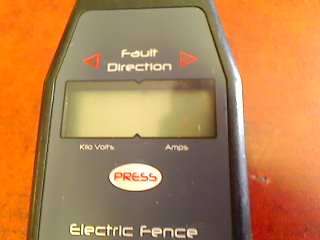 Fault
Direction
Kilo Volts Amps
PRESS
Electric Fence